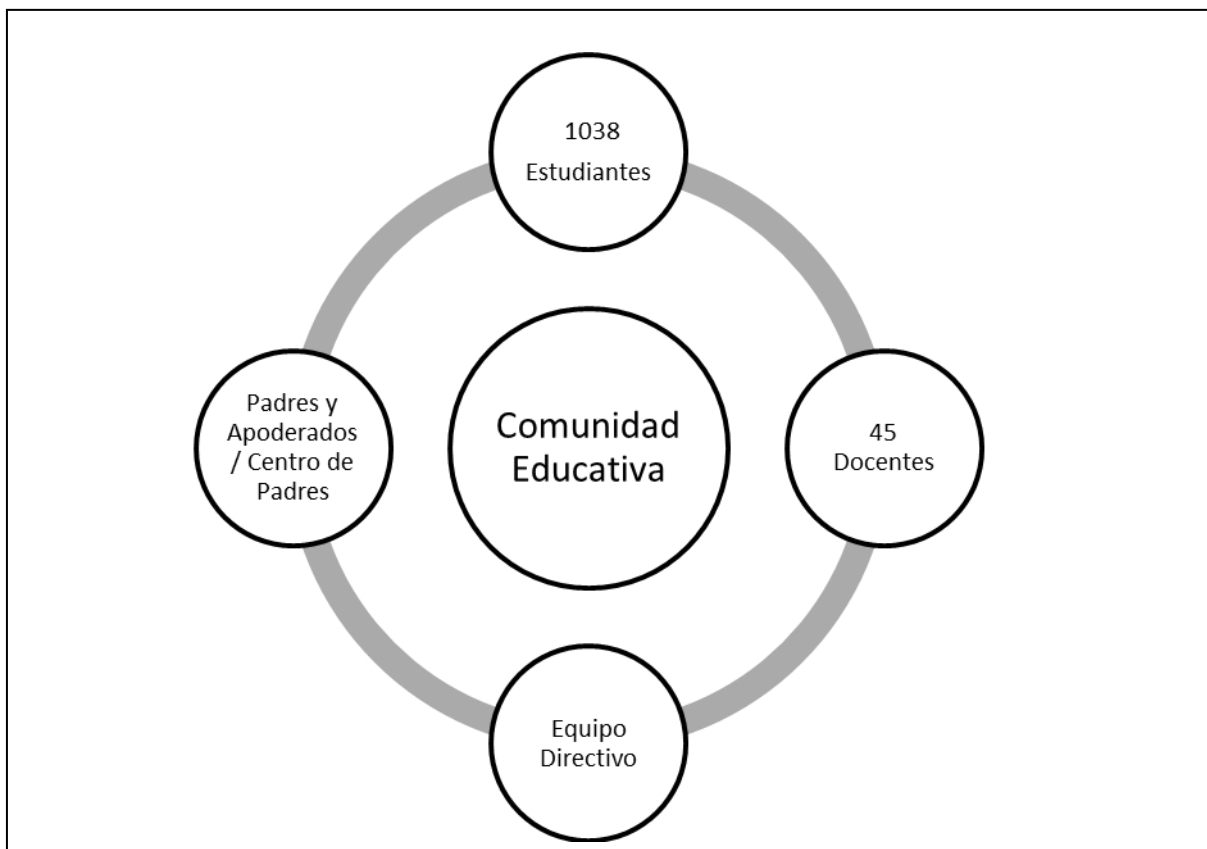 1038
Estudiantes
Padres y
Apoderados
/ Centro de
Padres
Comunidad
Educativa
45
Docentes
Equipo
Directivo